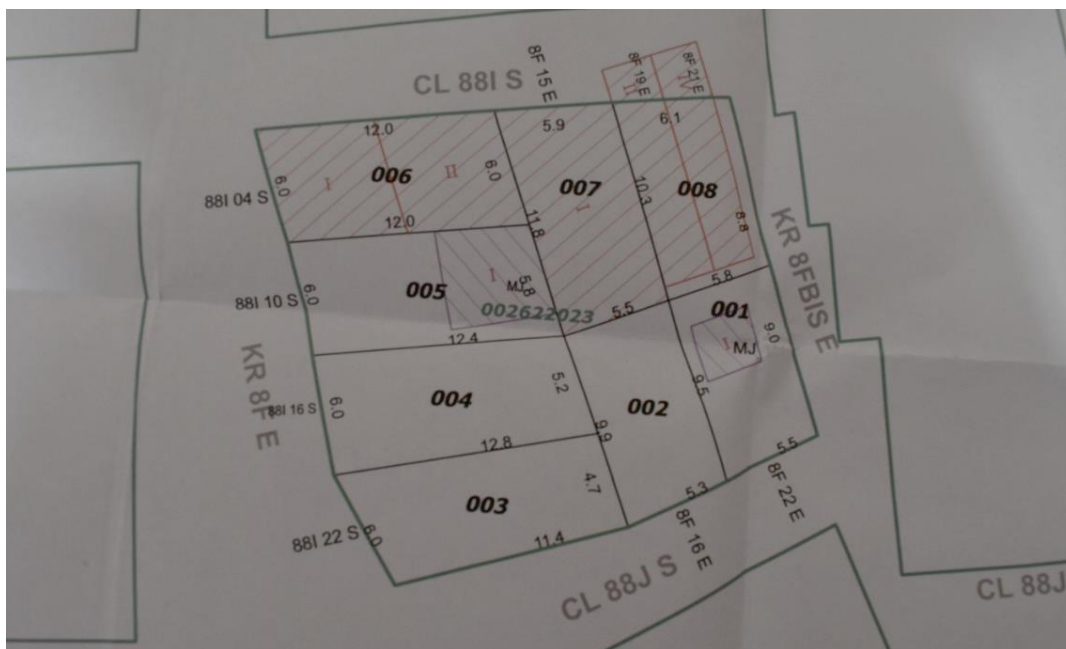 CL 88I S
8F 15 E
8F 19 E
8F 21 E
II
IV
12.0
5.9
6.1
88I 04 S
6.0
I
006
II
6.0
007
I
10.3
008
8.8
12.0
11.8
KR 8FBIS E
88I 10 S
6.0
005
I
MJ
5.8
002622023
5.5
5.8
001
I
MJ
9.0
12.4
KR 8F E
88I 16 S
6.0
004
5.2
002
9.5
12.8
9.9
88I 22 S
6.0
003
4.7
5.3
5.5
11.4
8F 16 E
8F 22 E
CL 88J S
CL 88J